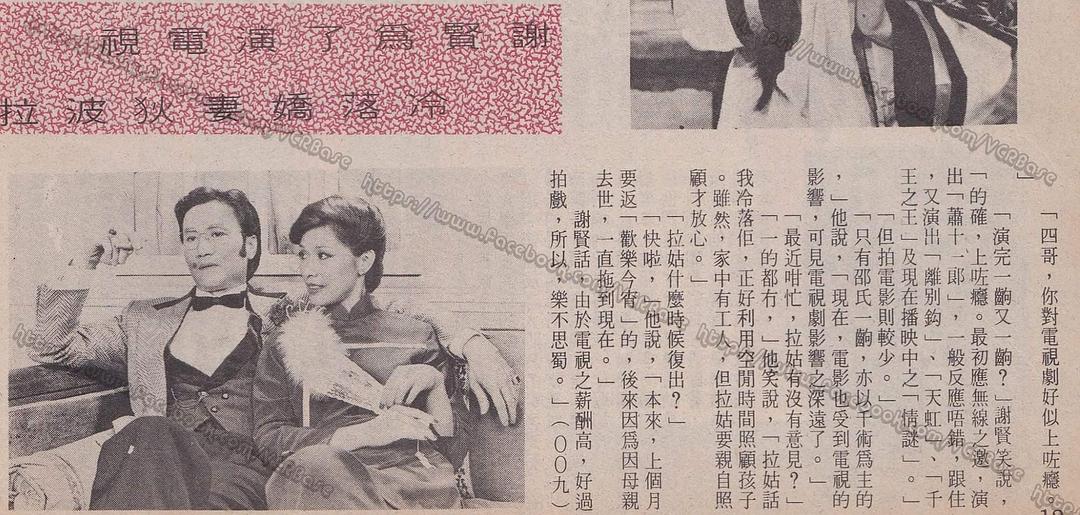 謝賢爲了演電視
冷落嬌妻狄波拉
「四哥，你對電視劇好似上咗癮。
」
「演完一齣又一齣？」謝賢笑說，
「的確，上咗癮。最初應無線之邀，演
出「蕭十一郎」，一般反應唔錯，跟住
，又演出「離別鈎」、「天虹」、「千
王之王」及現在播映中之「情謎」。」
「但拍電影則較少。」
「只有邵氏一齣，亦以千術爲主的
，」他說，「現在，電影也受到電視的
影響，可見電視劇影響之深遠了。」
「最近咁忙，拉姑有沒有意見？」
「一的都冇，」他笑說，「拉姑話
我冷落佢，正好利用空閒時間照顧孩子
。雖然，家中有工人，但拉姑要親自照
顧才放心。」
「拉姑什麼時候復出？」
「快啦，」他說，「本來，上個月
要返「歡樂今宵」的，後來因爲因母親
去世，一直拖到現在。」
謝賢話，由於電視之薪酬高，好過
拍戲，所以，樂不思蜀。」（〇〇九）
https://www.facebook.com/VCRBase